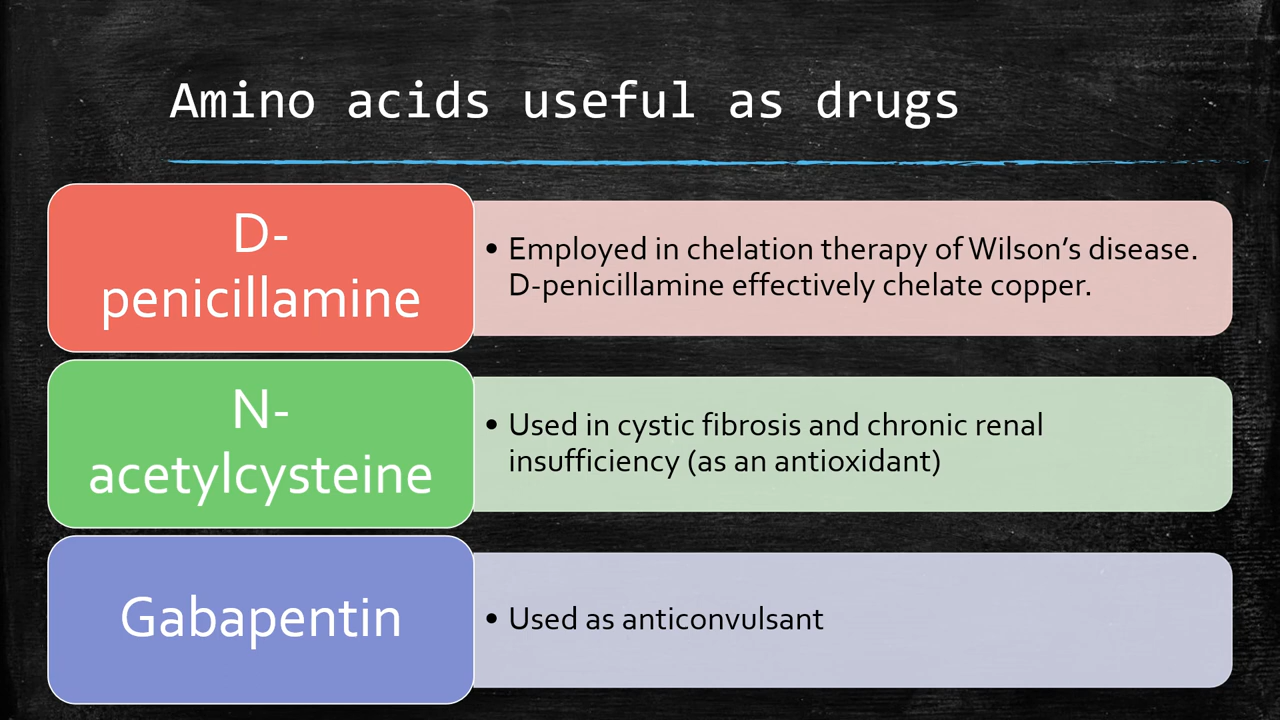 Amino acids useful as drugs
D-
penicillamine
• Employed in chelation therapy of Wilson’s disease.
D-penicillamine effectively chelate copper.
N-
acetylcysteine
• Used in cystic fibrosis and chronic renal
insufficiency (as an antioxidant)
Gabapentin
• Used as anticonvulsant